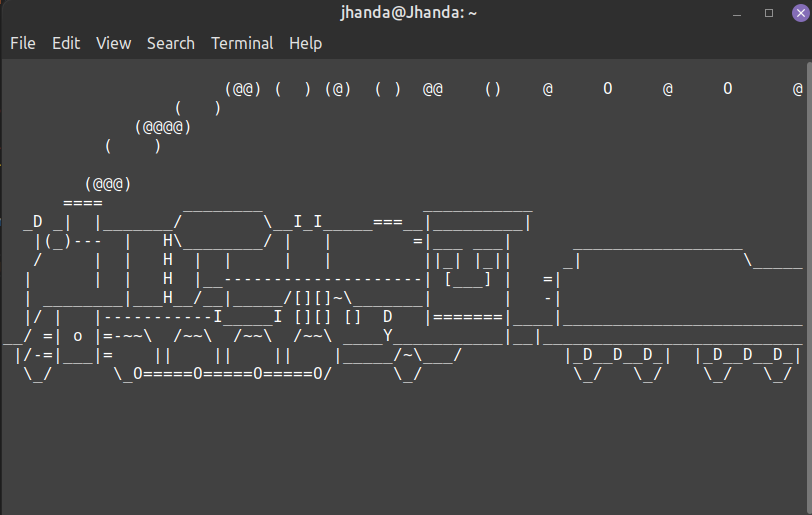 jhanda@Jhanda: ~
File Edit View Search Terminal Help
                      (@@) (  ) (@)  ( )  @@    ()    @     O     @     O      @
                 (   )
             (@@@@)
          (    )

        (@@@)
      ====        ________                ___________
  _D _|  |_______/        \__I_I_____===__|_________|
   |(_)---  |   H\________/ |   |        =|___ ___|      _________________
   /     |  |   H  |  |     |   |         ||_| |_||     _|                \_____
  |      |  |   H  |__--------------------| [___] |   =|
  | ________|___H__/__|_____/[][]~\_______|       |   -|
  |/ |   |-----------I_____I [][] []  D   |=======|____|________________________
__/ =| o |=-~~\  /~~\  /~~\  /~~\ ____Y___________|__|__________________________
 |/-=|___|=    ||    ||    ||    |_____/~\___/          |_D__D__D_|  |_D__D__D_|
  \_/      \_O=====O=====O=====O/      \_/               \_/   \_/    \_/   \_/